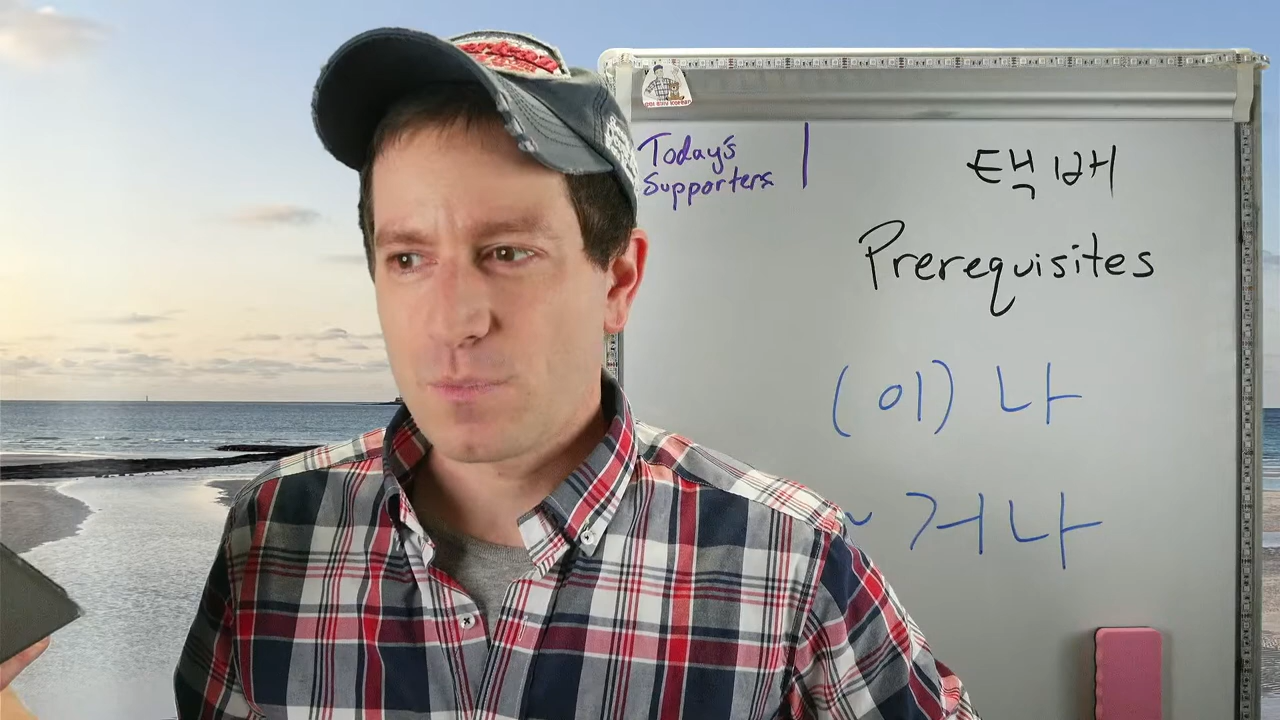 Today's
Supporters
택배
Prerequisites
(이)나
~거나